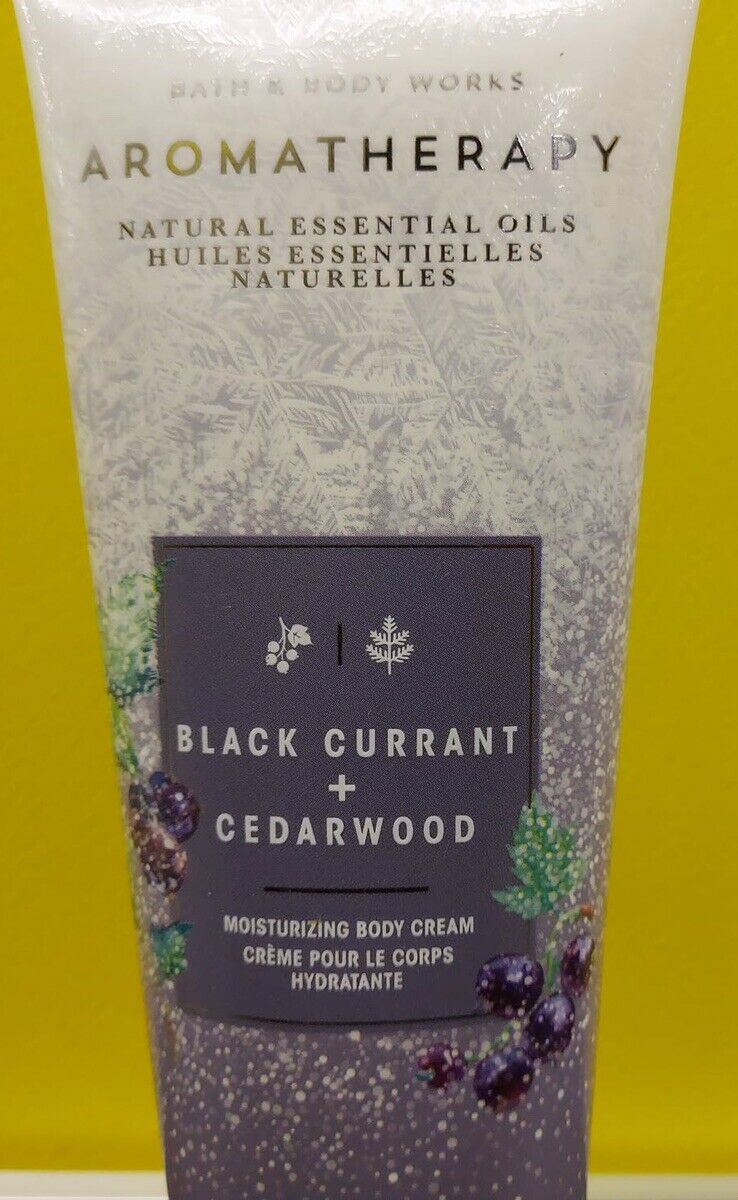 BATH & BODY WORKS
AROMATHERAPY
NATURAL ESSENTIAL OILS
HUILES ESSENTIELLES
NATURELLES
BLACK CURRANT
+
CEDARWOOD
MOISTURIZING BODY CREAM
CRÈME POUR LE CORPS
HYDRATANTE